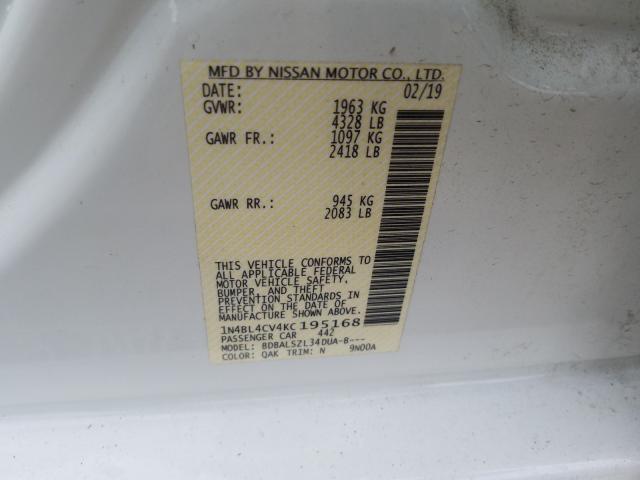 MFD BY NISSAN MOTOR CO., LTD.
DATE: 02/19
GVWR: 1963 KG
4328 LB
GAWR FR.: 1097 KG
2418 LB
GAWR RR.: 945 KG
2083 LB
THIS VEHICLE CONFORMS TO
ALL APPLICABLE FEDERAL
MOTOR VEHICLE SAFETY,
BUMPER, AND THEFT
PREVENTION STANDARDS IN
EFFECT ON THE DATE OF
MANUFACTURE SHOWN ABOVE.
1N4BL4CV4KC195168
PASSENGER CAR 442
MODEL: BDBALSZL34DUA-B---
COLOR: QAK TRIM: N 9N00A